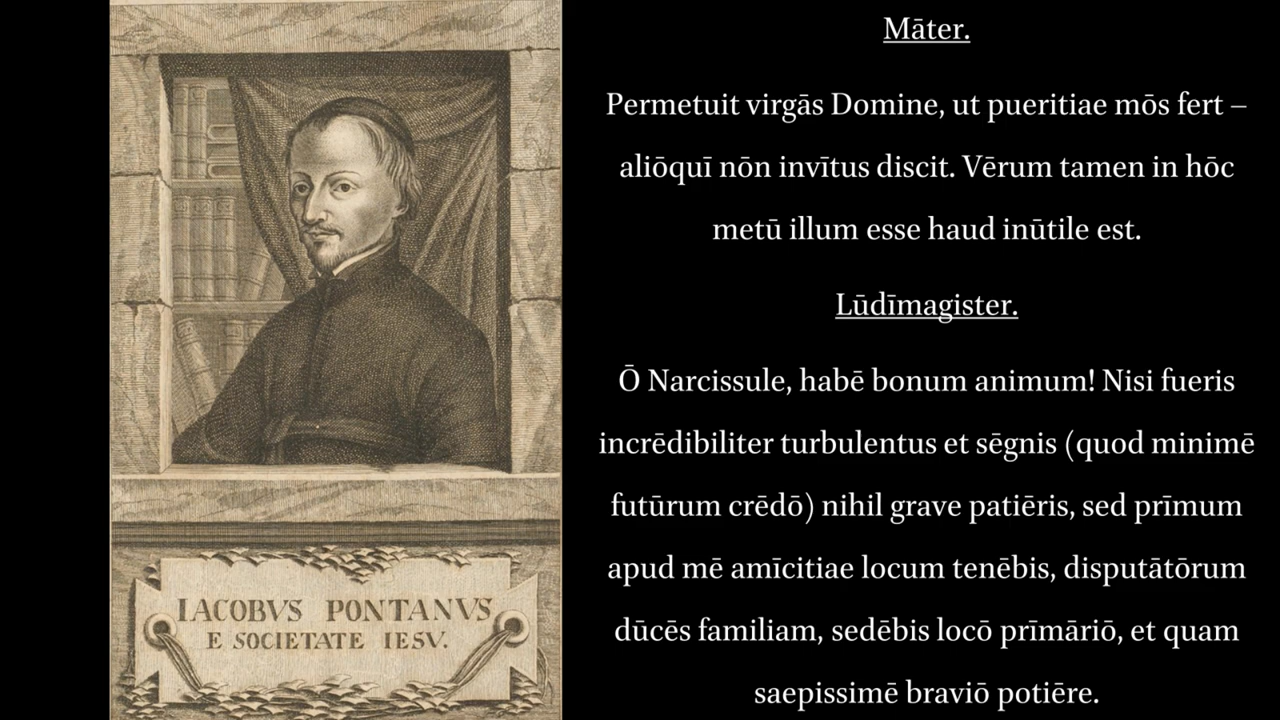 IACOBVS PONTANVS
E SOCIETATE IESV.
Māter.
Permetuit virgās Domine, ut pueritiae mōs fert –
aliōquī nōn invītus discit. Vērum tamen in hōc
metū illum esse haud inūtile est.
Lūdīmagister.
Ō Narcissule, habē bonum animum! Nisi fueris
incrēdibiliter turbulentus et sēgnis (quod minimē
futūrum crēdō) nihil grave patiēris, sed prīmum
apud mē amīcitiae locum tenēbis, disputātōrum
dūcēs familiam, sedēbis locō prīmāriō, et quam
saepissimē braviō potiēre.